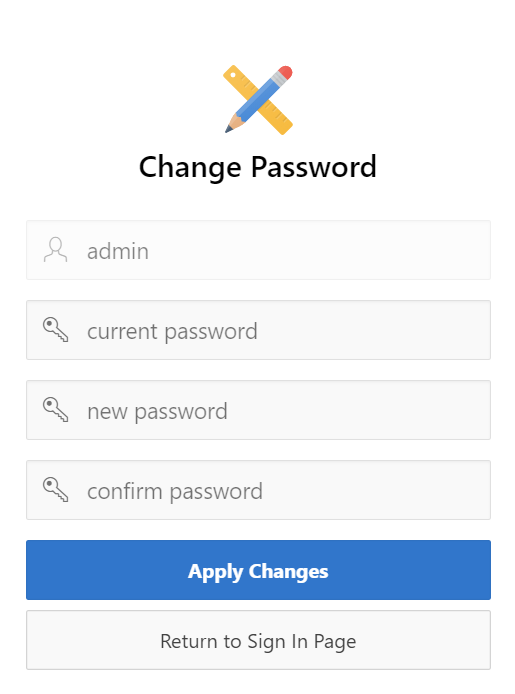 Change Password
admin
current password
new password
confirm password
Apply Changes
Return to Sign In Page